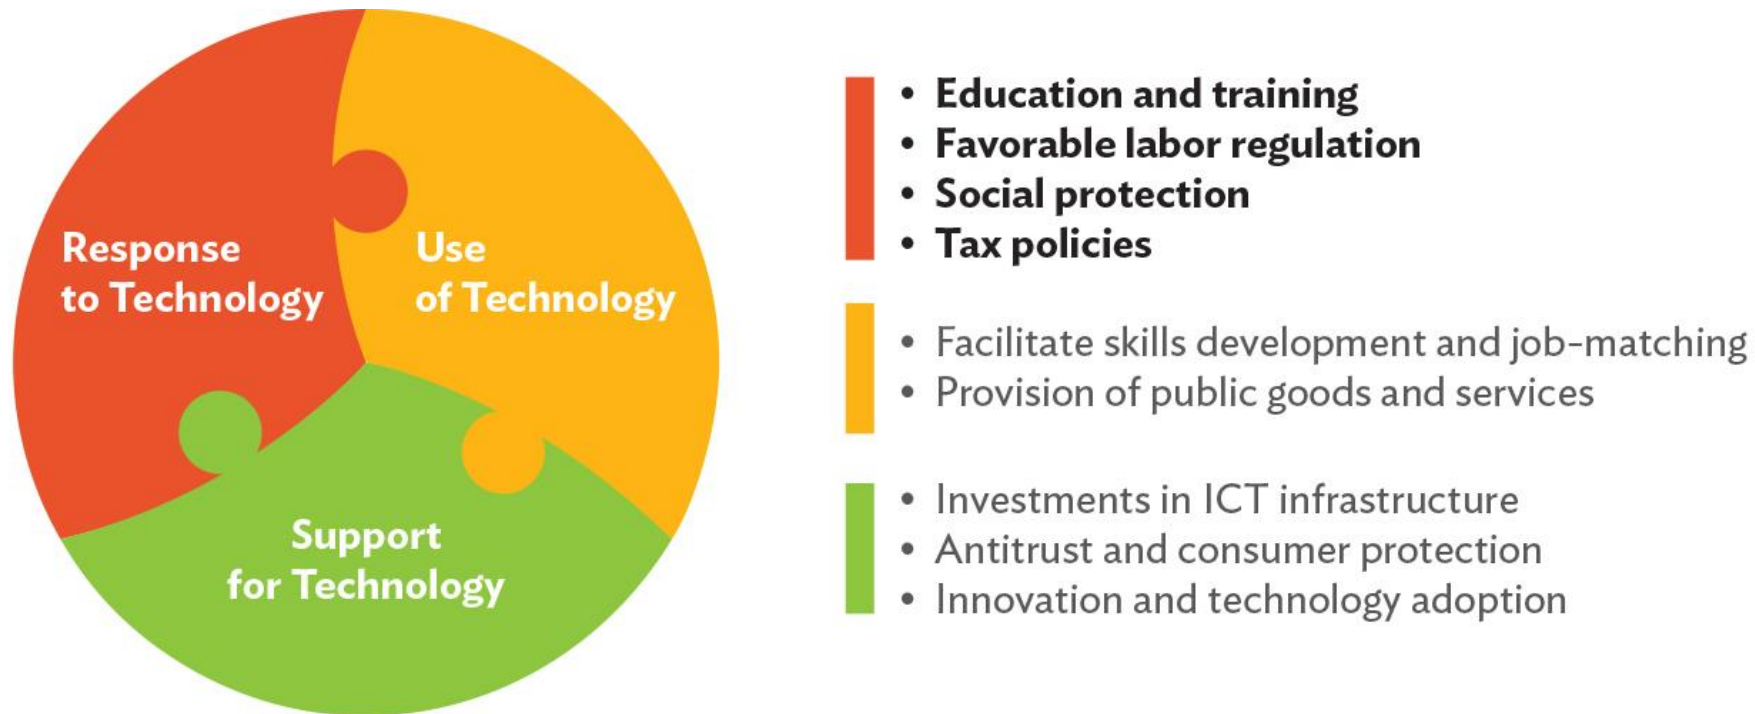 Response
to Technology
Use
of Technology
Support
for Technology
• Education and training
• Favorable labor regulation
• Social protection
• Tax policies
• Facilitate skills development and job-matching
• Provision of public goods and services
• Investments in ICT infrastructure
• Antitrust and consumer protection
• Innovation and technology adoption